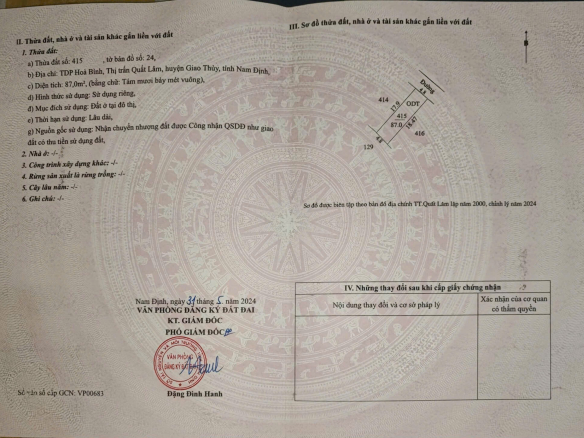 II. Thửa đất, nhà ở và tài sản khác gắn liền với đất
1. Thửa đất:
a) Thửa đất số: 415 , tờ bản đồ số: 24,
b) Địa chỉ: TDP Hoà Bình, Thị trấn Quất Lâm, huyện Giao Thủy, tỉnh Nam Định,
c) Diện tích: 87,0m², (bằng chữ: Tám mươi bảy mét vuông),
d) Hình thức sử dụng: Sử dụng riêng,
đ) Mục đích sử dụng: Đất ở tại đô thị,
e) Thời hạn sử dụng: Lâu dài,
g) Nguồn gốc sử dụng: Nhận chuyển nhượng đất được Công nhận QSDĐ như giao
đất có thu tiền sử dụng đất,
2. Nhà ở: -/-
3. Công trình xây dựng khác: -/-
4. Rừng sản xuất là rừng trồng: -/-
5. Cây lâu năm: -/-
6. Ghi chú: -/-
Nam Định, ngày 31 tháng 5 năm 2024
VĂN PHÒNG ĐĂNG KÝ ĐẤT ĐAI
KT. GIÁM ĐỐC
PHÓ GIÁM ĐỐC
VĂN PHÒNG
ĐĂNG KÝ ĐẤT ĐAI
Đặng Đình Hanh
Số vào sổ cấp GCN: VP00683
III. Sơ đồ thửa đất, nhà ở và tài sản khác gắn liền với đất
Đường
414
ODT
415
87.0
416
129
Sơ đồ được biên tập theo bản đồ địa chính TT.Quất Lâm lập năm 2000, chỉnh lý năm 2024
IV. Những thay đổi sau khi cấp giấy chứng nhận
Nội dung thay đổi và cơ sở pháp lý
Xác nhận của cơ quan
có thẩm quyền